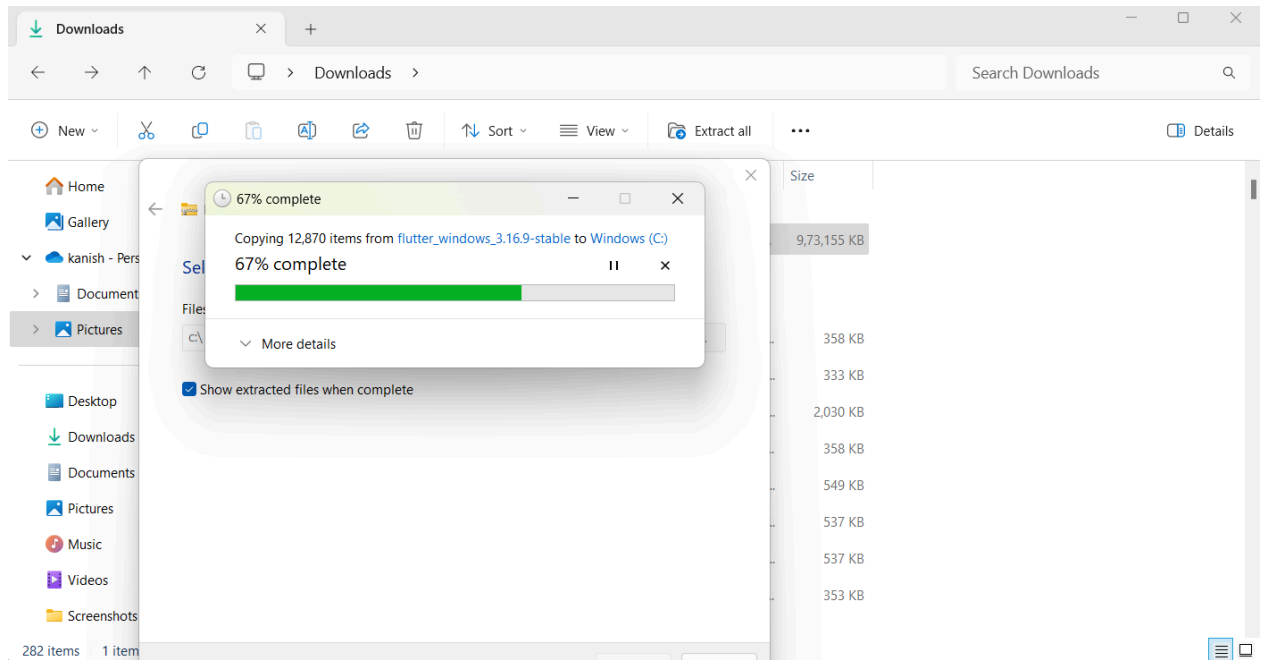 Downloads
Downloads
Search Downloads
New
Sort
View
Extract all
Details
Home
Gallery
kanish - Pers
Document
Pictures
Desktop
Downloads
Documents
Pictures
Music
Videos
Screenshots
282 items 1 item
67% complete
Copying 12,870 items from flutter_windows_3.16.9-stable to Windows (C:)
67% complete
More details
Sel
Files
C:\
Show extracted files when complete
Size
9,73,155 KB
358 KB
333 KB
2,030 KB
358 KB
549 KB
537 KB
537 KB
353 KB